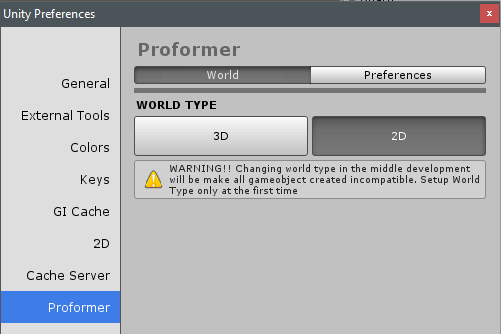 Unity Preferences
x
Proformer
World
Preferences
General
WORLD TYPE
External Tools
3D
2D
Colors
WARNING!! Changing world type in the middle development
will be make all gameobject created incompatible. Setup World
Type only at the first time
Keys
GI Cache
2D
Cache Server
Proformer